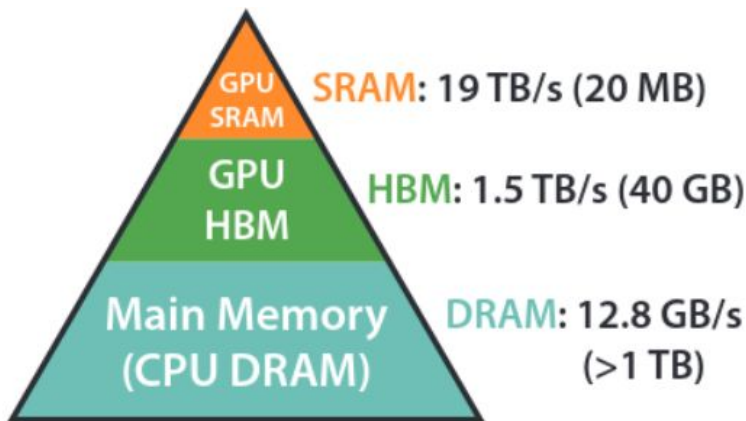 GPU
SRAM
SRAM: 19 TB/s (20 MB)
GPU
HBM
HBM: 1.5 TB/s (40 GB)
Main Memory
(CPU DRAM)
DRAM: 12.8 GB/s
(>1 TB)